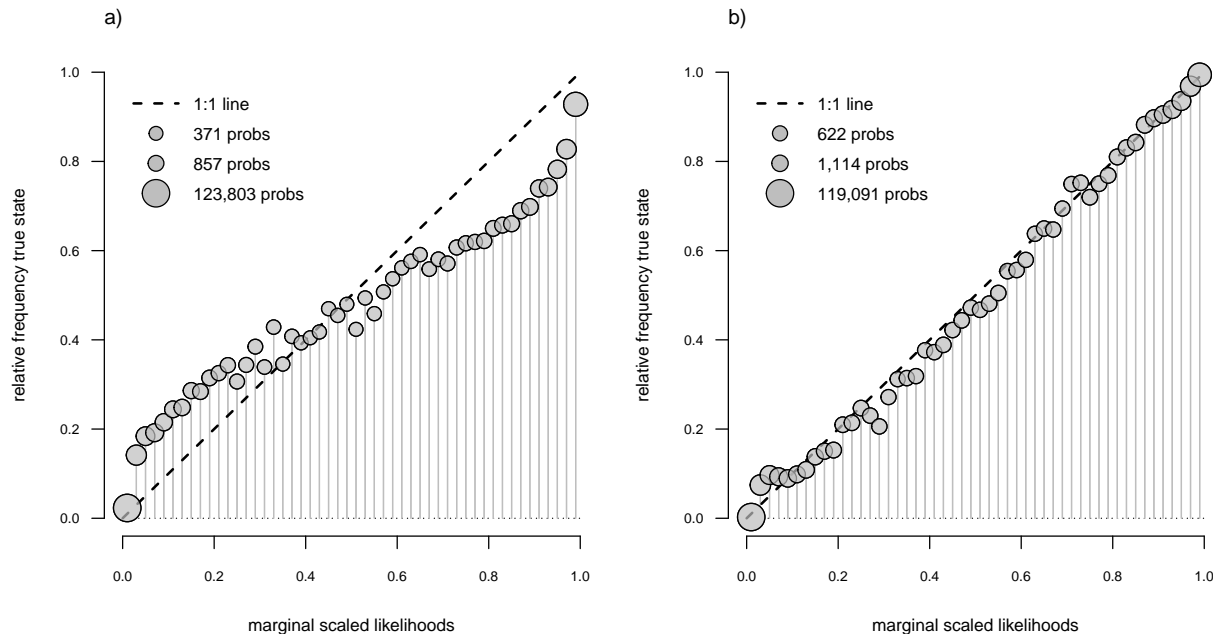 a)
relative frequency true state
1.0
0.8
0.6
0.4
0.2
0.0
1:1 line
371 probs
857 probs
123,803 probs
0.0 0.2 0.4 0.6 0.8 1.0
marginal scaled likelihoods
b)
relative frequency true state
1.0
0.8
0.6
0.4
0.2
0.0
1:1 line
622 probs
1,114 probs
119,091 probs
0.0 0.2 0.4 0.6 0.8 1.0
marginal scaled likelihoods